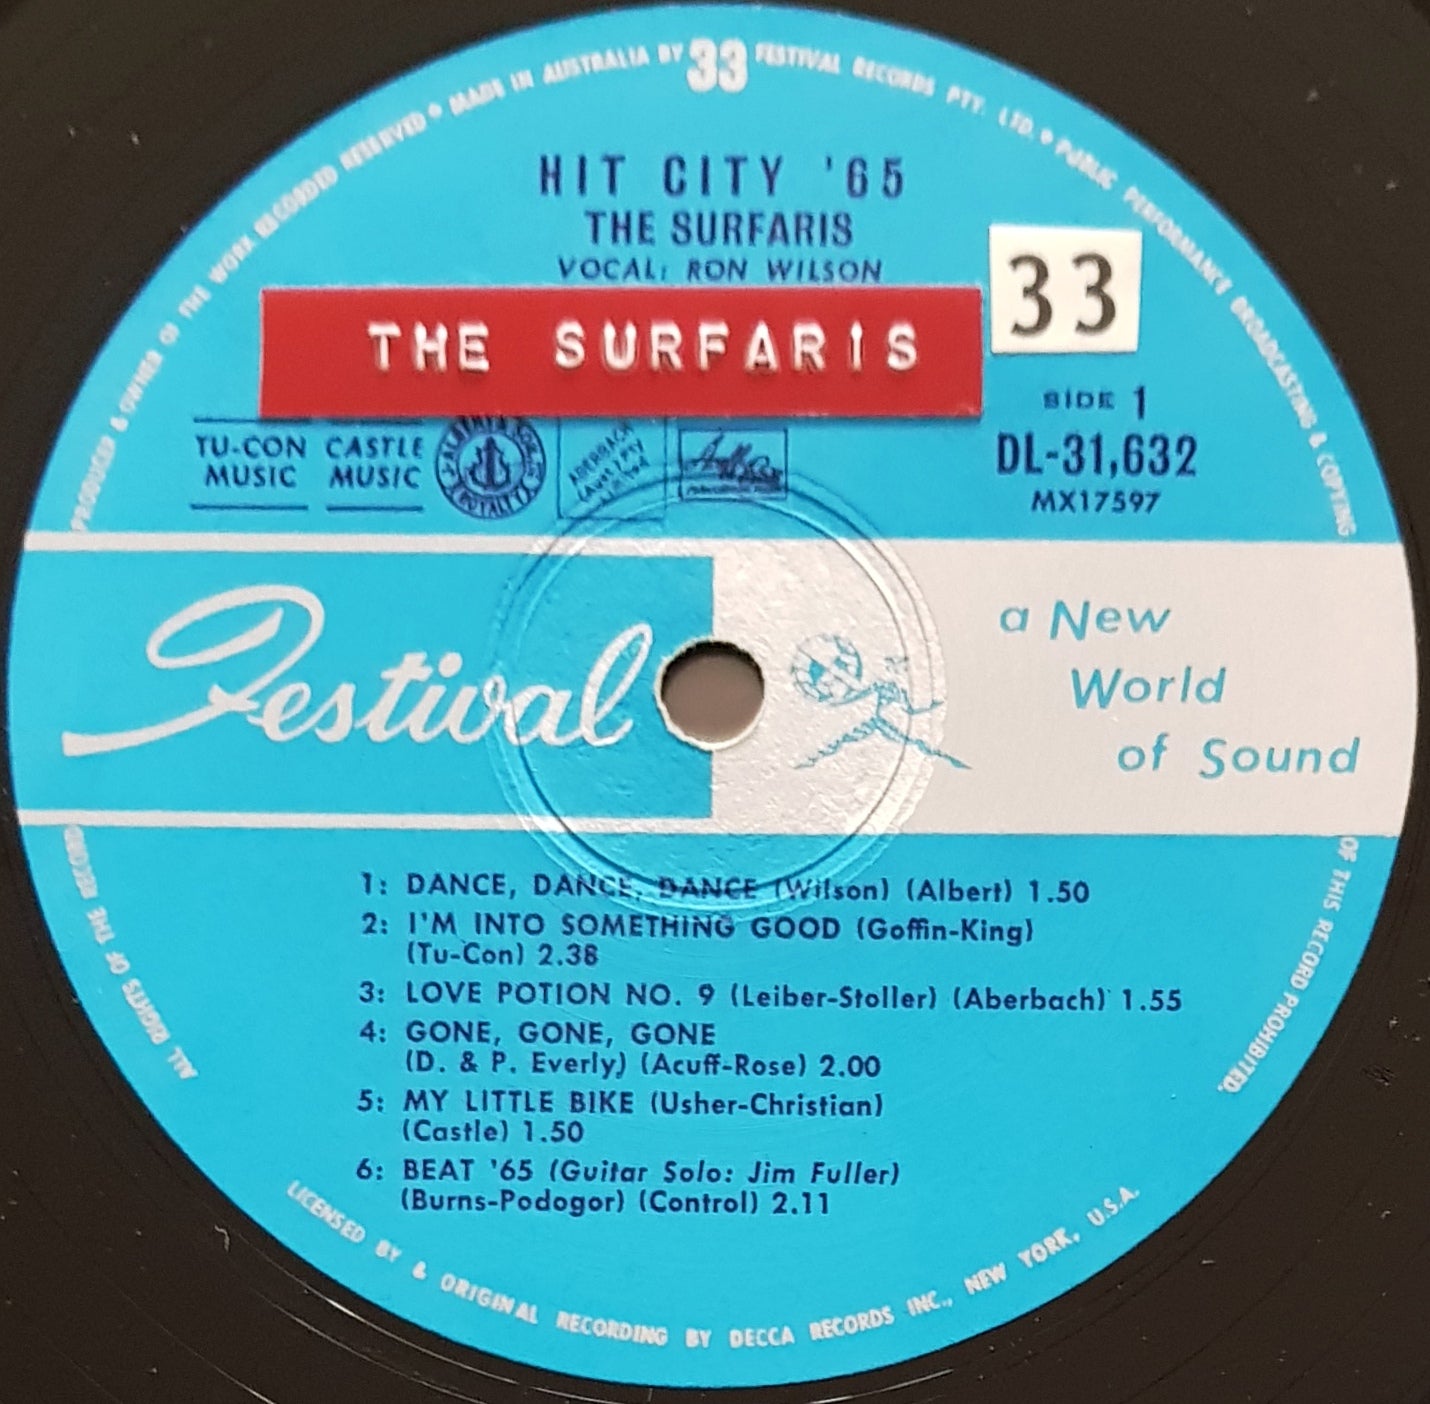 PRODUCER & OWNER OF THE WORK RECORDED RESERVED • MADE IN AUSTRALIA BY 33 FESTIVAL RECORDS PTY. LTD. • PUBLIC PERFORMANCE BROADCASTING & COPYING
HIT CITY '65
THE SURFARIS
VOCAL: RON WILSON
THE SURFARIS
33
SIDE 1
DL-31,632
MX17597
TU-CON
MUSIC
CASTLE
MUSIC
ABERBACH
Festival
a New
World
of Sound
1: DANCE, DANCE, DANCE (Wilson) (Albert) 1.50
2: I'M INTO SOMETHING GOOD (Goffin-King)
(Tu-Con) 2.38
3: LOVE POTION NO. 9 (Leiber-Stoller) (Aberbach) 1.55
4: GONE, GONE, GONE
(D. & P. Everly) (Acuff-Rose) 2.00
5: MY LITTLE BIKE (Usher-Christian)
(Castle) 1.50
6: BEAT '65 (Guitar Solo: Jim Fuller)
(Burns-Podogor) (Control) 2.11
ALL RIGHTS OF THE RECORD
OF THIS RECORD PROHIBITED.
LICENSED BY & ORIGINAL RECORDING BY DECCA RECORDS INC., NEW YORK, U.S.A.